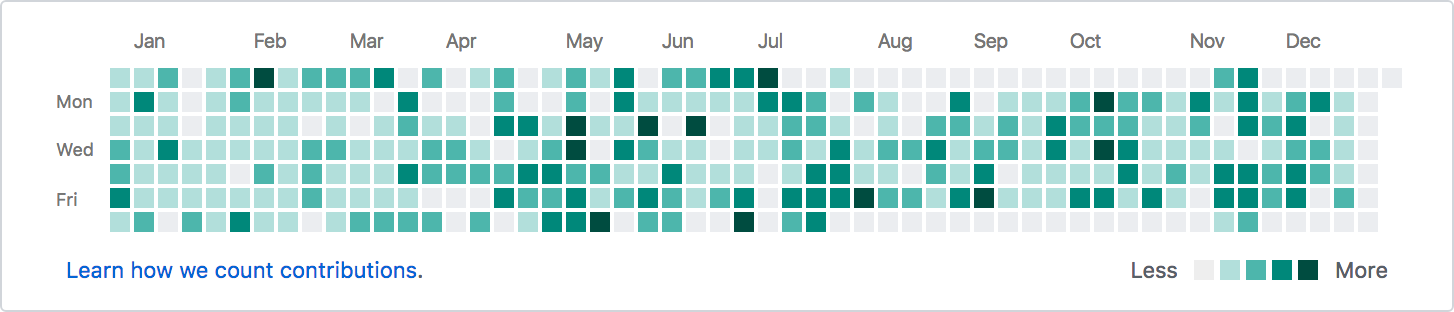 Jan Feb Mar Apr May Jun Jul Aug Sep Oct Nov Dec
Mon
Wed
Fri
Learn how we count contributions. Less More